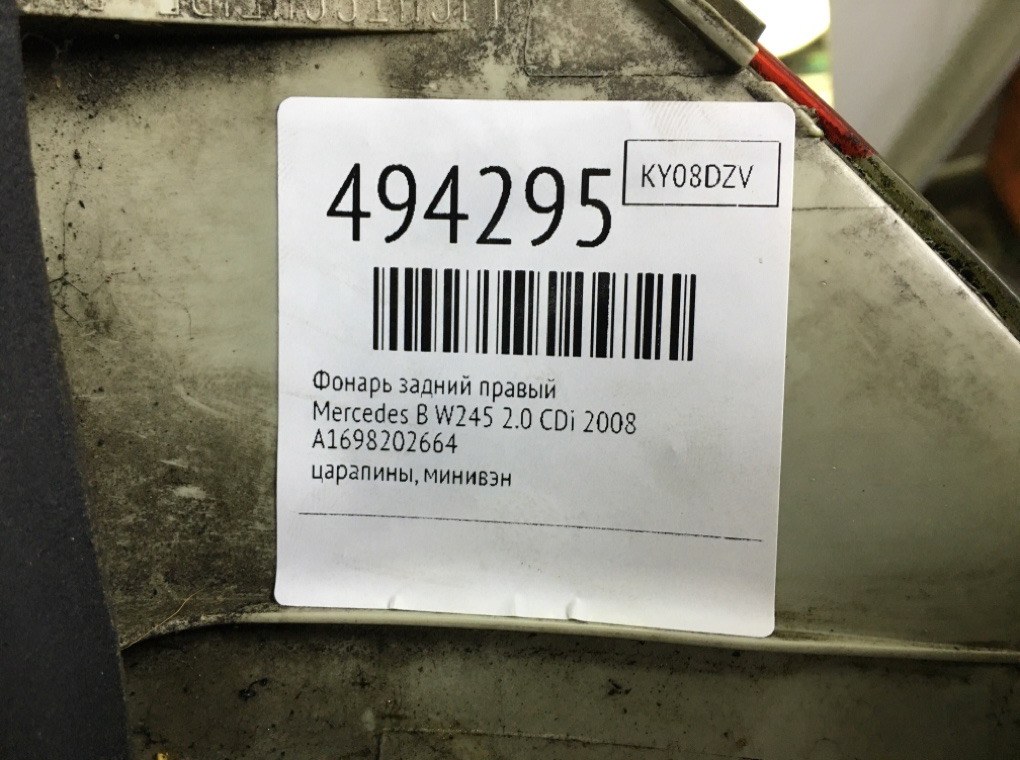 494295
KY08DZV
Фонарь задний правый
Mercedes B W245 2.0 CDi 2008
A1698202664
царапины, минивэн